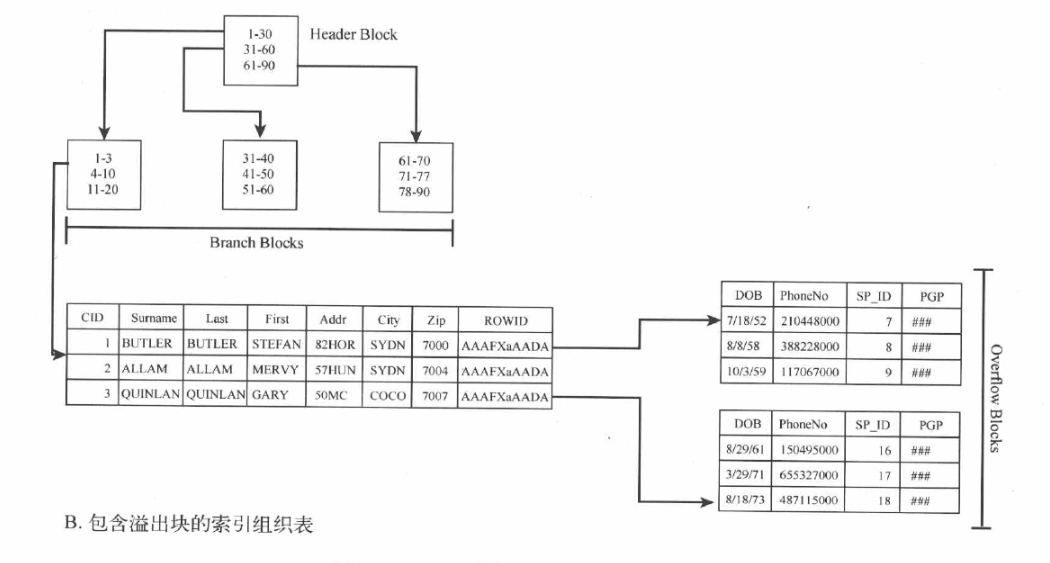 1-30
31-60
61-90
Header Block
1-3
4-10
11-20
31-40
41-50
51-60
61-70
71-77
78-90
Branch Blocks
CID Surname Last First Addr City Zip ROWID
1 BUTLER BUTLER STEFAN 82HOR SYDN 7000 AAAFXaAADA
2 ALLAM ALLAM MERVY 57HUN SYDN 7004 AAAFXaAADA
3 QUINLAN QUINLAN GARY 50MC COCO 7007 AAAFXaAADA
DOB PhoneNo SP_ID PGP
7/18/52 210448000 7 ###
8/8/58 388228000 8 ###
10/3/59 117067000 9 ###
DOB PhoneNo SP_ID PGP
8/29/61 150495000 16 ###
3/29/71 655327000 17 ###
8/18/73 487115000 18 ###
Overflow Blocks
B. 包含溢出块的索引组织表